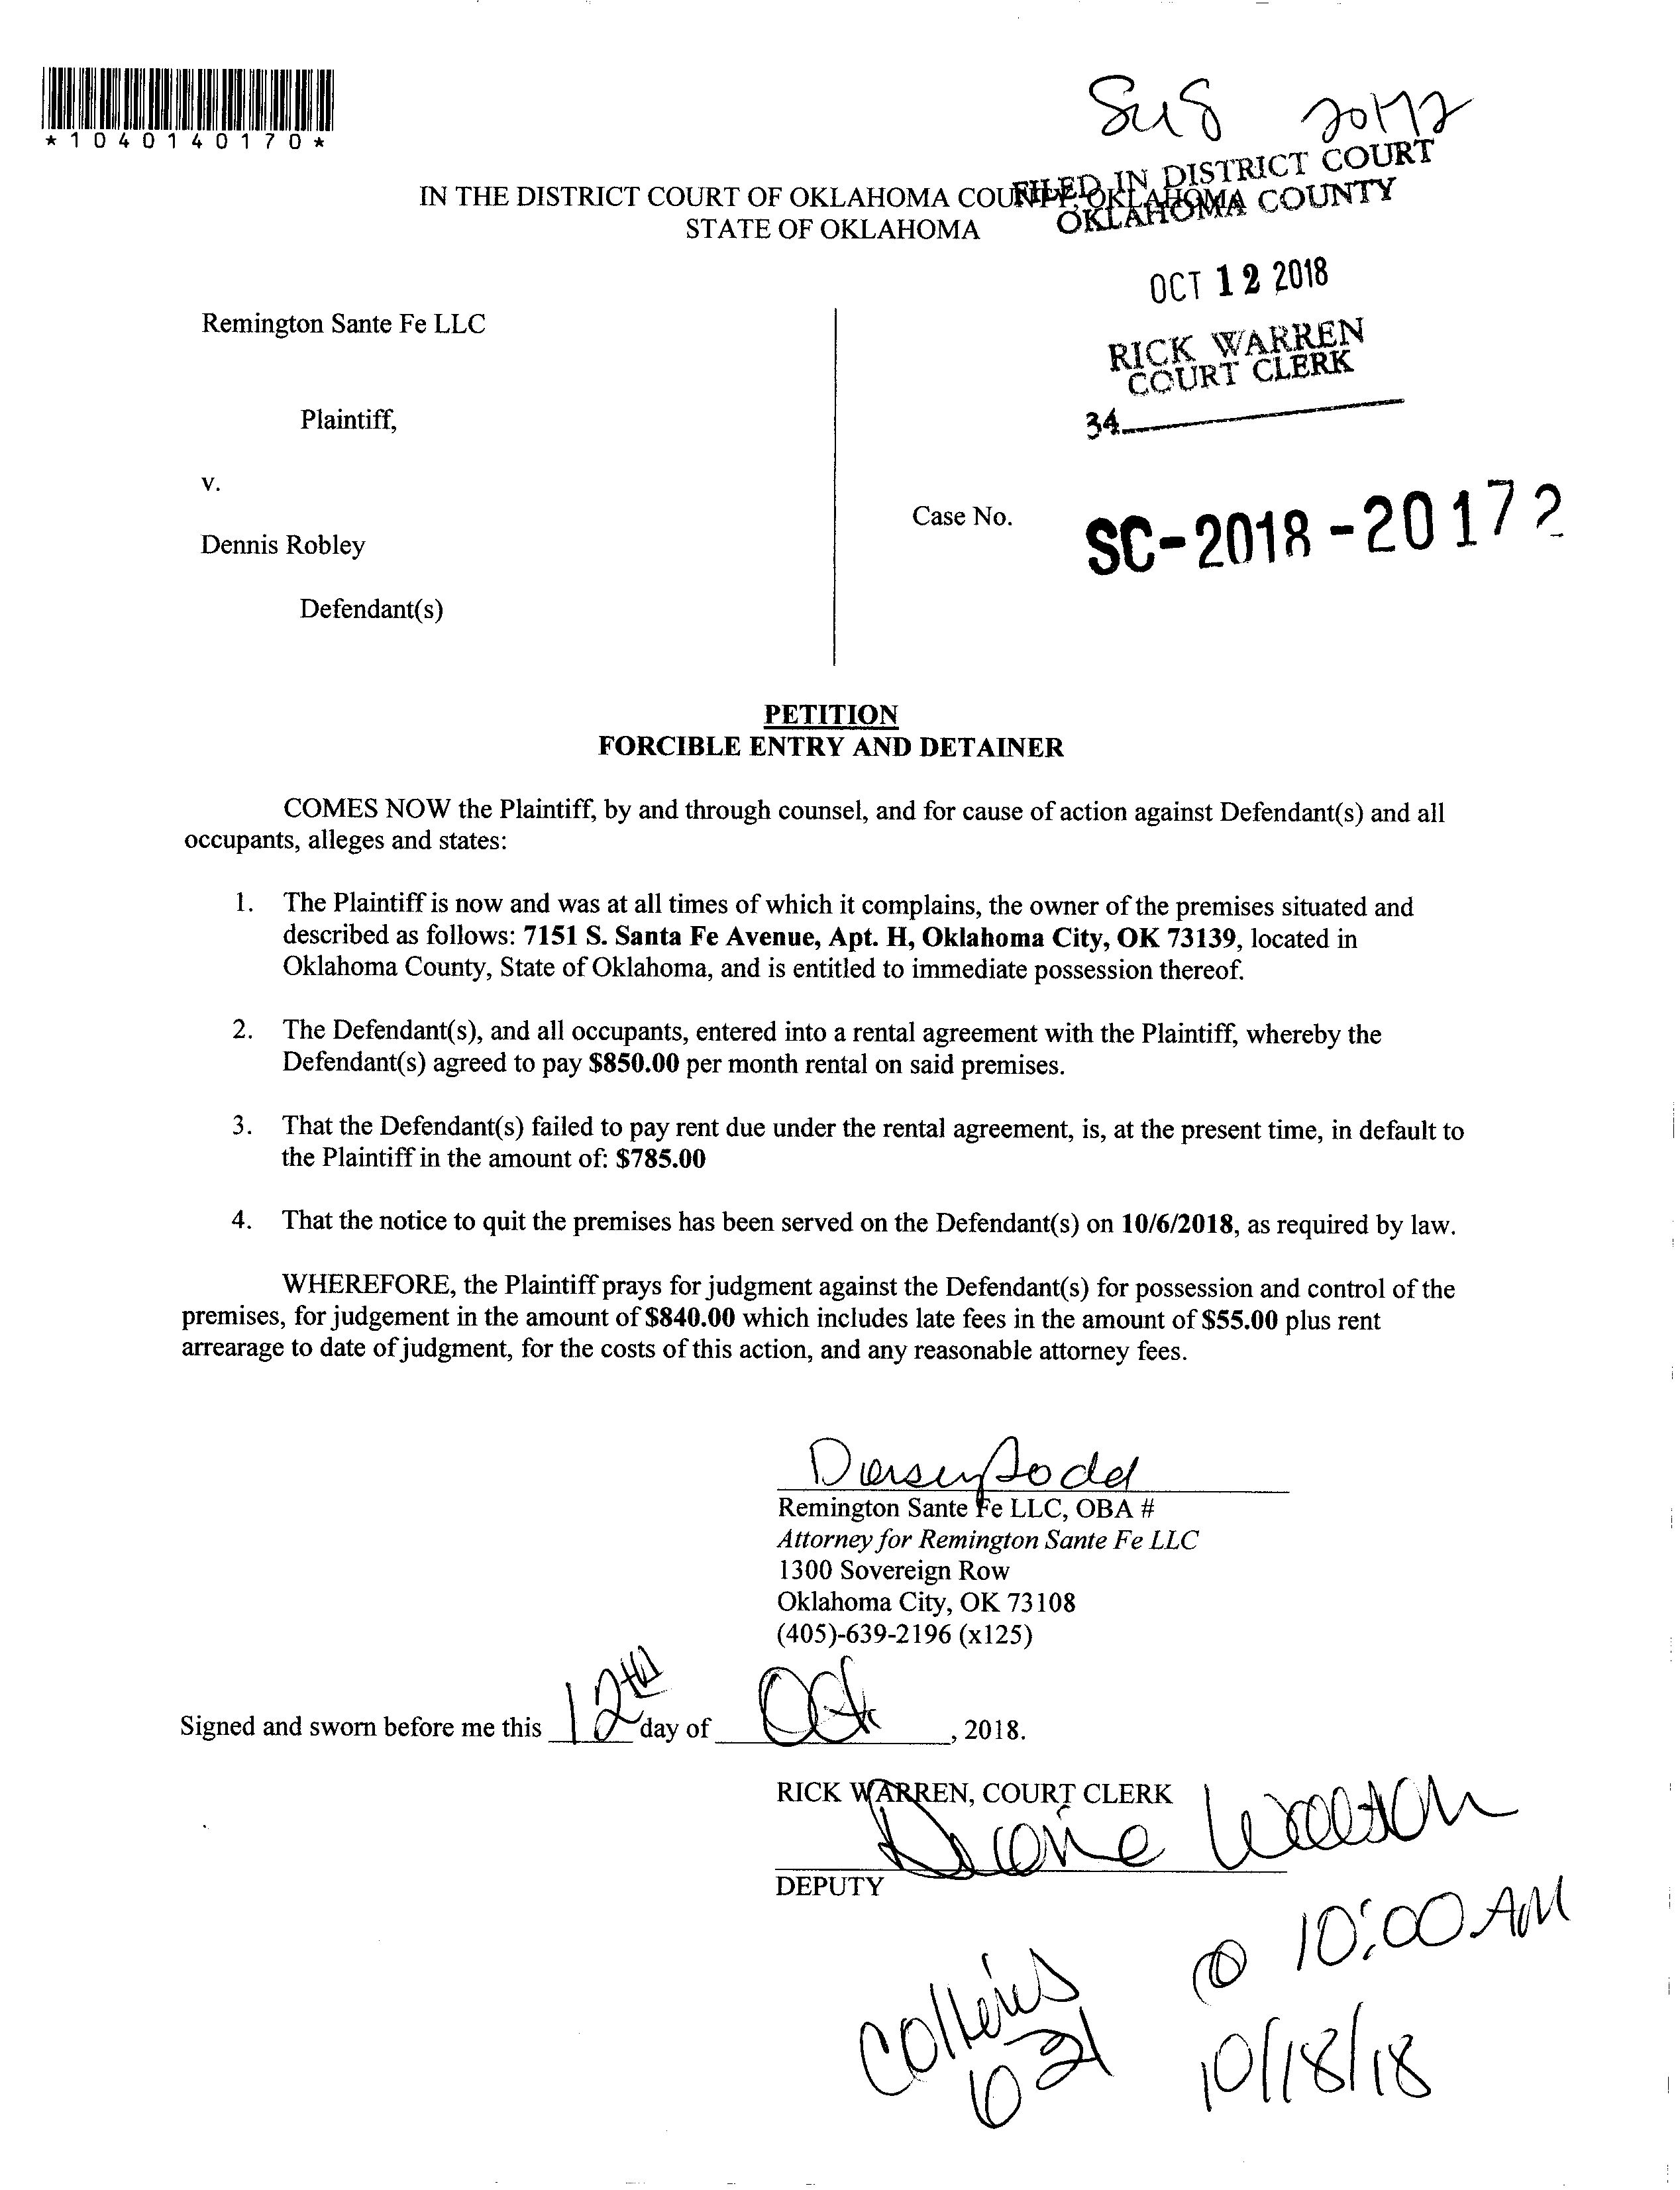 *1040140170*
20172
IN THE DISTRICT COURT OF OKLAHOMA COUNTY, OKLAHOMA
STATE OF OKLAHOMA
FILED IN DISTRICT COURT
OKLAHOMA COUNTY
OCT 12 2018
RICK WARREN
COURT CLERK
34
Remington Sante Fe LLC
Plaintiff,
v.
Case No. SC-2018-20172
Dennis Robley
Defendant(s)
PETITION
FORCIBLE ENTRY AND DETAINER
COMES NOW the Plaintiff, by and through counsel, and for cause of action against Defendant(s) and all
occupants, alleges and states:
1. The Plaintiff is now and was at all times of which it complains, the owner of the premises situated and
described as follows: 7151 S. Santa Fe Avenue, Apt. H, Oklahoma City, OK 73139, located in
Oklahoma County, State of Oklahoma, and is entitled to immediate possession thereof.
2. The Defendant(s), and all occupants, entered into a rental agreement with the Plaintiff, whereby the
Defendant(s) agreed to pay $850.00 per month rental on said premises.
3. That the Defendant(s) failed to pay rent due under the rental agreement, is, at the present time, in default to
the Plaintiff in the amount of: $785.00
4. That the notice to quit the premises has been served on the Defendant(s) on 10/6/2018, as required by law.
WHEREFORE, the Plaintiff prays for judgment against the Defendant(s) for possession and control of the
premises, for judgement in the amount of $840.00 which includes late fees in the amount of $55.00 plus rent
arrearage to date of judgment, for the costs of this action, and any reasonable attorney fees.
Remington Sante Fe LLC, OBA #
Attorney for Remington Sante Fe LLC
1300 Sovereign Row
Oklahoma City, OK 73108
(405)-639-2196 (x125)
Signed and sworn before me this 12th day of Oct, 2018.
RICK WARREN, COURT CLERK
DEPUTY
@ 10:00 AM
Collins
621
10/18/18